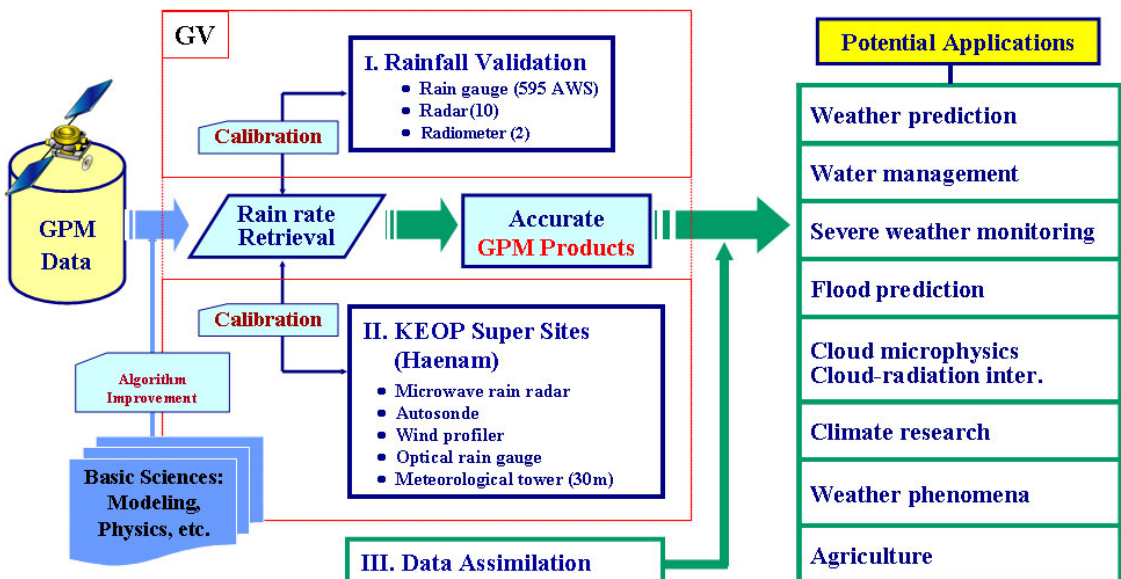 GV
I. Rainfall Validation
• Rain gauge (595 AWS)
• Radar(10)
• Radiometer (2)
Calibration
GPM
Data
Rain rate
Retrieval
Accurate
GPM Products
Calibration
II. KEOP Super Sites
(Haenam)
• Microwave rain radar
• Autosonde
• Wind profiler
• Optical rain gauge
• Meteorological tower (30m)
Algorithm
Improvement
Basic Sciences:
Modeling,
Physics, etc.
III. Data Assimilation
Potential Applications
Weather prediction
Water management
Severe weather monitoring
Flood prediction
Cloud microphysics
Cloud-radiation inter.
Climate research
Weather phenomena
Agriculture